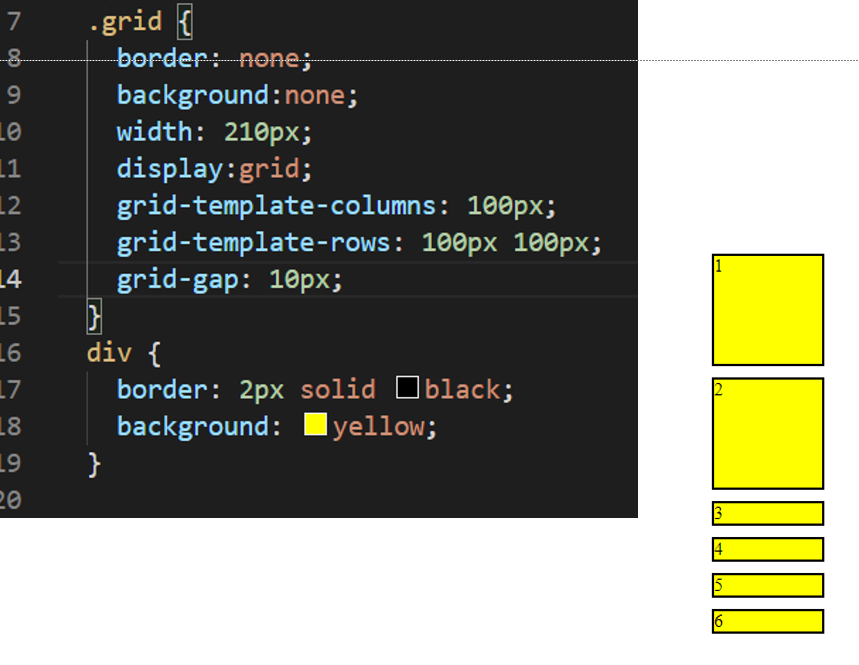 7 .grid {
8 border: none;
9 background:none;
10 width: 210px;
11 display:grid;
12 grid-template-columns: 100px;
13 grid-template-rows: 100px 100px;
14 grid-gap: 10px;
15 }
16 div {
17 border: 2px solid black;
18 background: yellow;
19 }
20
1
2
3
4
5
6